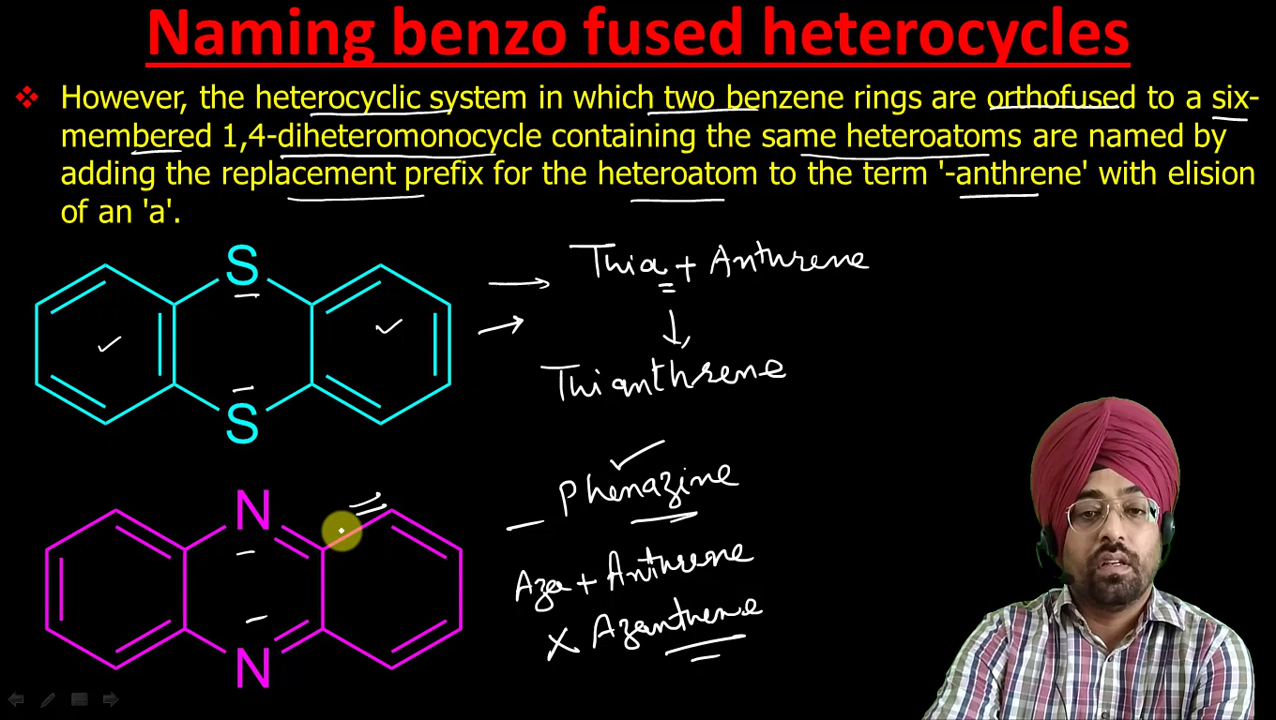 Naming benzo fused heterocycles
❖ However, the heterocyclic system in which two benzene rings are orthofused to a six-
membered 1,4-diheteromonocycle containing the same heteroatoms are named by
adding the replacement prefix for the heteroatom to the term '-anthrene' with elision
of an 'a'.
S
S
Thia + Anthrene
Thianthrene
N
N
Phenazine
Aza + Anthrene
X Azanthrene